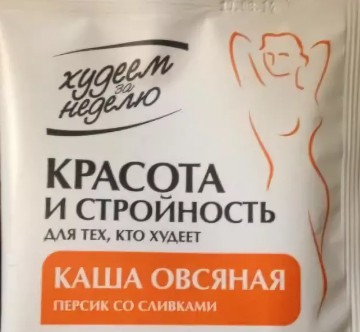 худеем
за
неделю
КРАСОТА
И СТРОЙНОСТЬ
ДЛЯ ТЕХ, КТО ХУДЕЕТ
КАША ОВСЯНАЯ
ПЕРСИК СО СЛИВКАМИ